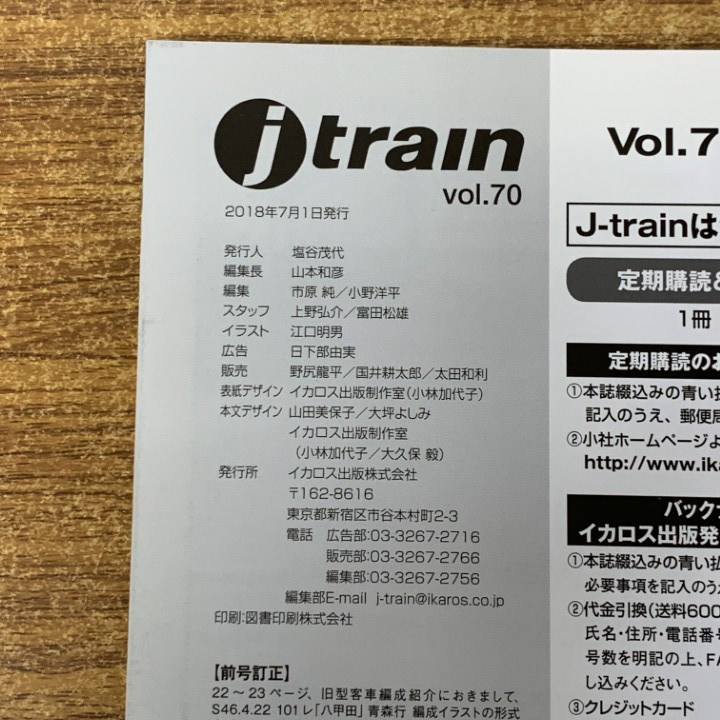 j train
vol.70
2018年7月1日発行
発行人 塩谷茂代
編集長 山本和彦
編集 市原 純／小野洋平
スタッフ 上野弘介／富田松雄
イラスト 江口明男
広告 日下部由実
販売 野尻龍平／国井耕太郎／太田和利
表紙デザイン イカロス出版制作室(小林加代子)
本文デザイン 山田美保子／大坪よしみ
イカロス出版制作室
(小林加代子／大久保 毅)
発行所 イカロス出版株式会社
〒162-8616
東京都新宿区市谷本村町2-3
電話 広告部:03-3267-2716
販売部:03-3267-2766
編集部:03-3267-2756
編集部E-mail j-train@ikaros.co.jp
印刷:図書印刷株式会社
【前号訂正】
22～23ページ、旧型客車編成紹介におきまして、
S46.4.22 101レ「八甲田」青森行 編成イラストの形式
Vol.7
J-trainは
定期購読&
1冊
定期購読のお
①本誌綴込みの青い払
記入のうえ、郵便局
②小社ホームページよ
http://www.ika
バックナ
イカロス出版発
①本誌綴込みの青い払
必要事項を記入のうえ
②代金引換(送料600
氏名・住所・電話番号
号数を明記の上、FA
し込みください。
③クレジットカード